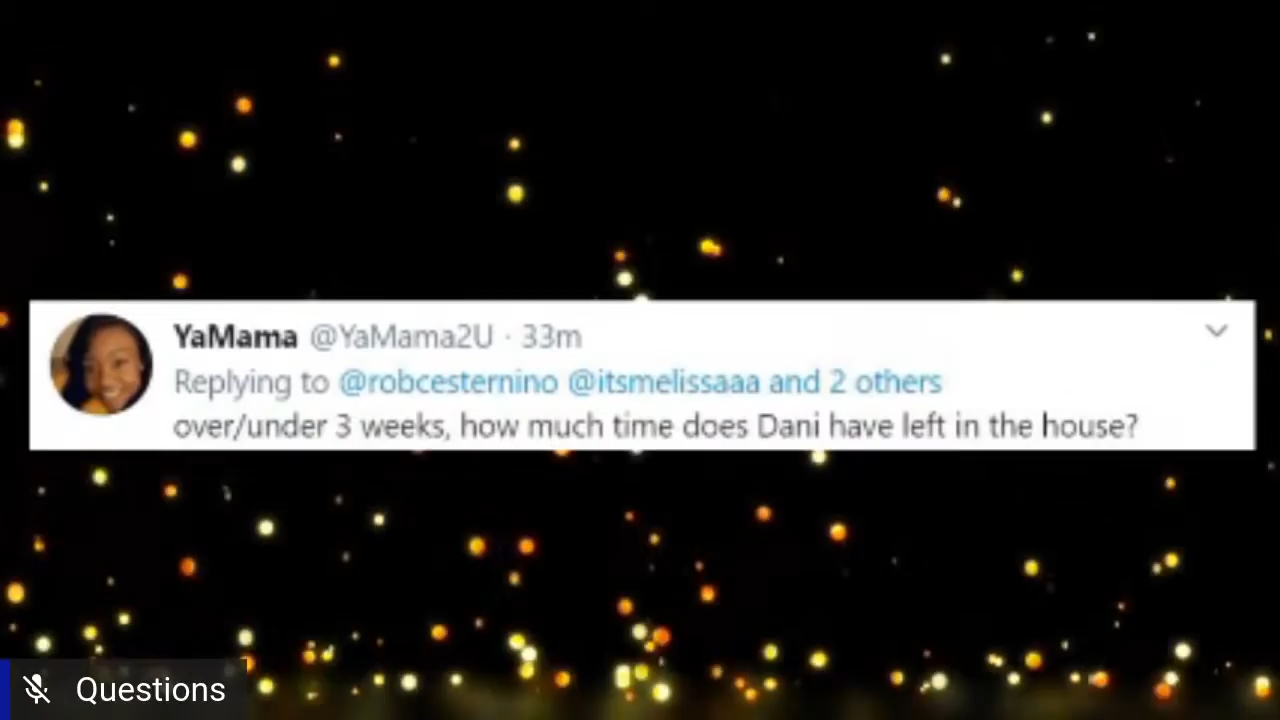 YaMama @YaMama2U · 33m
Replying to @robcesternino @itsmelissaaa and 2 others
over/under 3 weeks, how much time does Dani have left in the house?
Questions